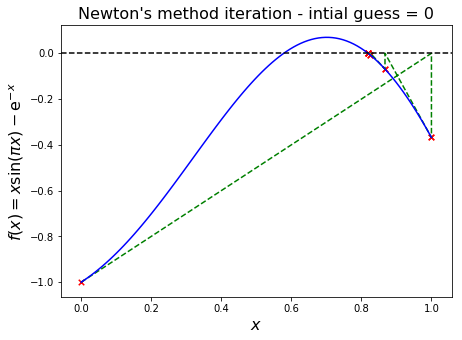 Newton's method iteration - intial guess = 0
f(x) = x sin(πx) − e⁻ˣ
0.0
−0.2
−0.4
−0.6
−0.8
−1.0
0.0 0.2 0.4 0.6 0.8 1.0
x